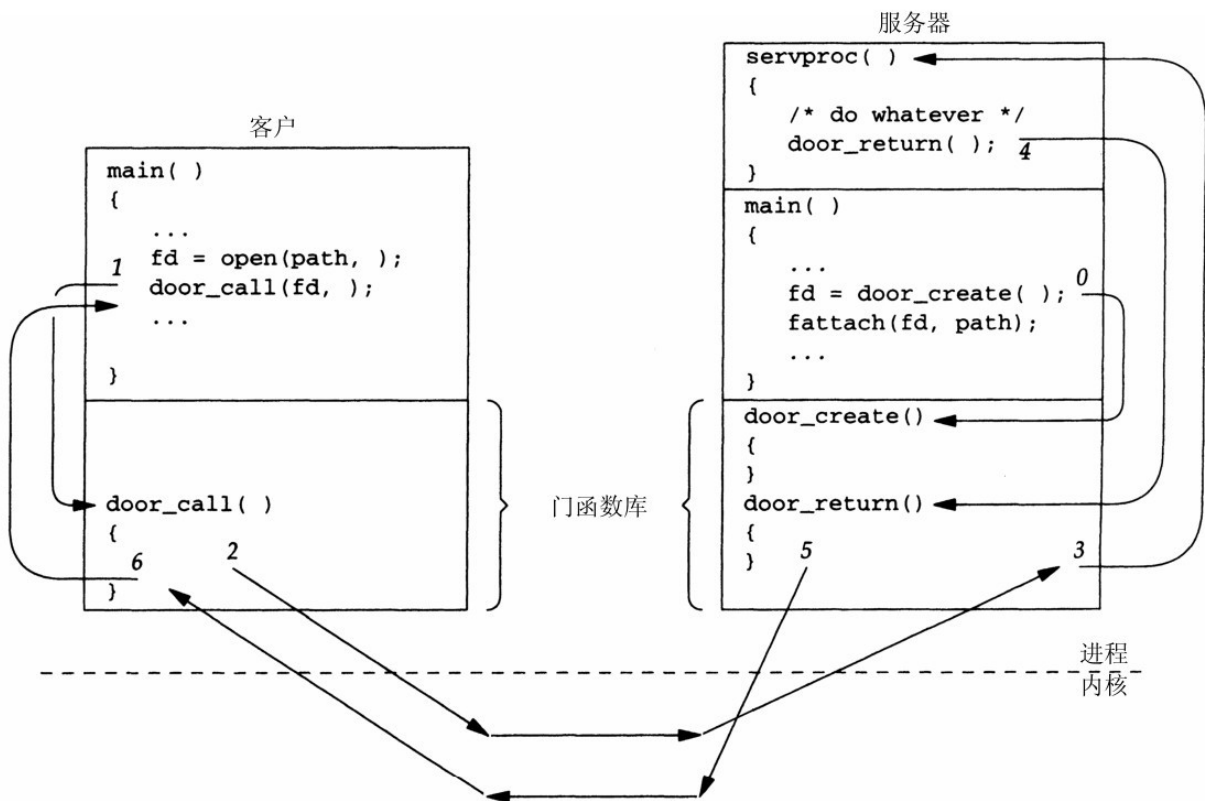 客户
main( )
{
...
1
fd = open(path, );
door_call(fd, );
...
}
door_call( )
{
6
2
}
门函数库
服务器
servproc( )
{
/* do whatever */
door_return( );
4
}
main( )
{
...
0
fd = door_create( );
fattach(fd, path);
...
}
door_create()
{
}
door_return()
{
5
3
}
进程
内核